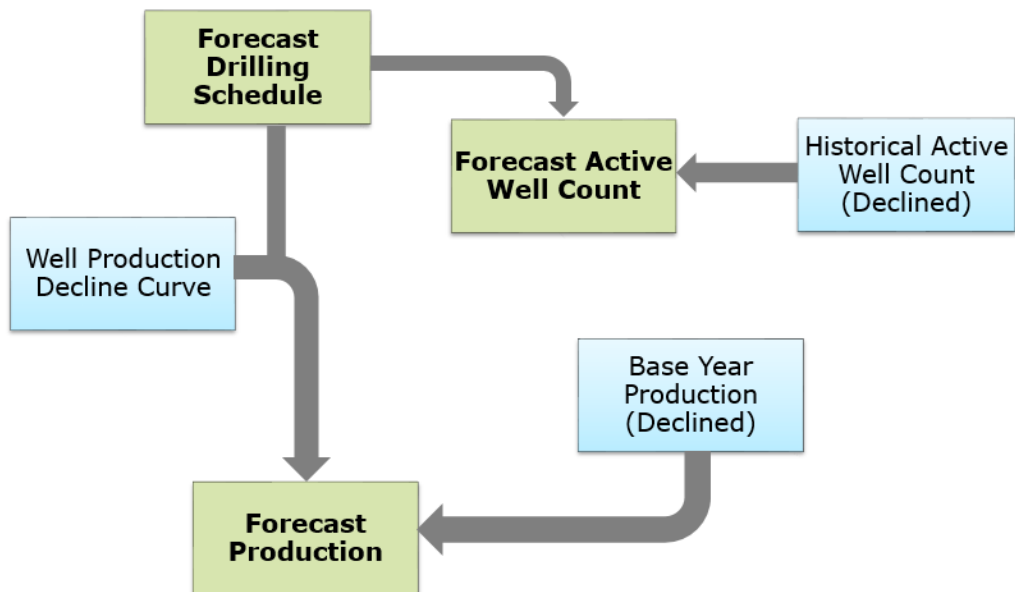 Forecast
Drilling
Schedule
Forecast Active
Well Count
Historical Active
Well Count
(Declined)
Well Production
Decline Curve
Base Year
Production
(Declined)
Forecast
Production